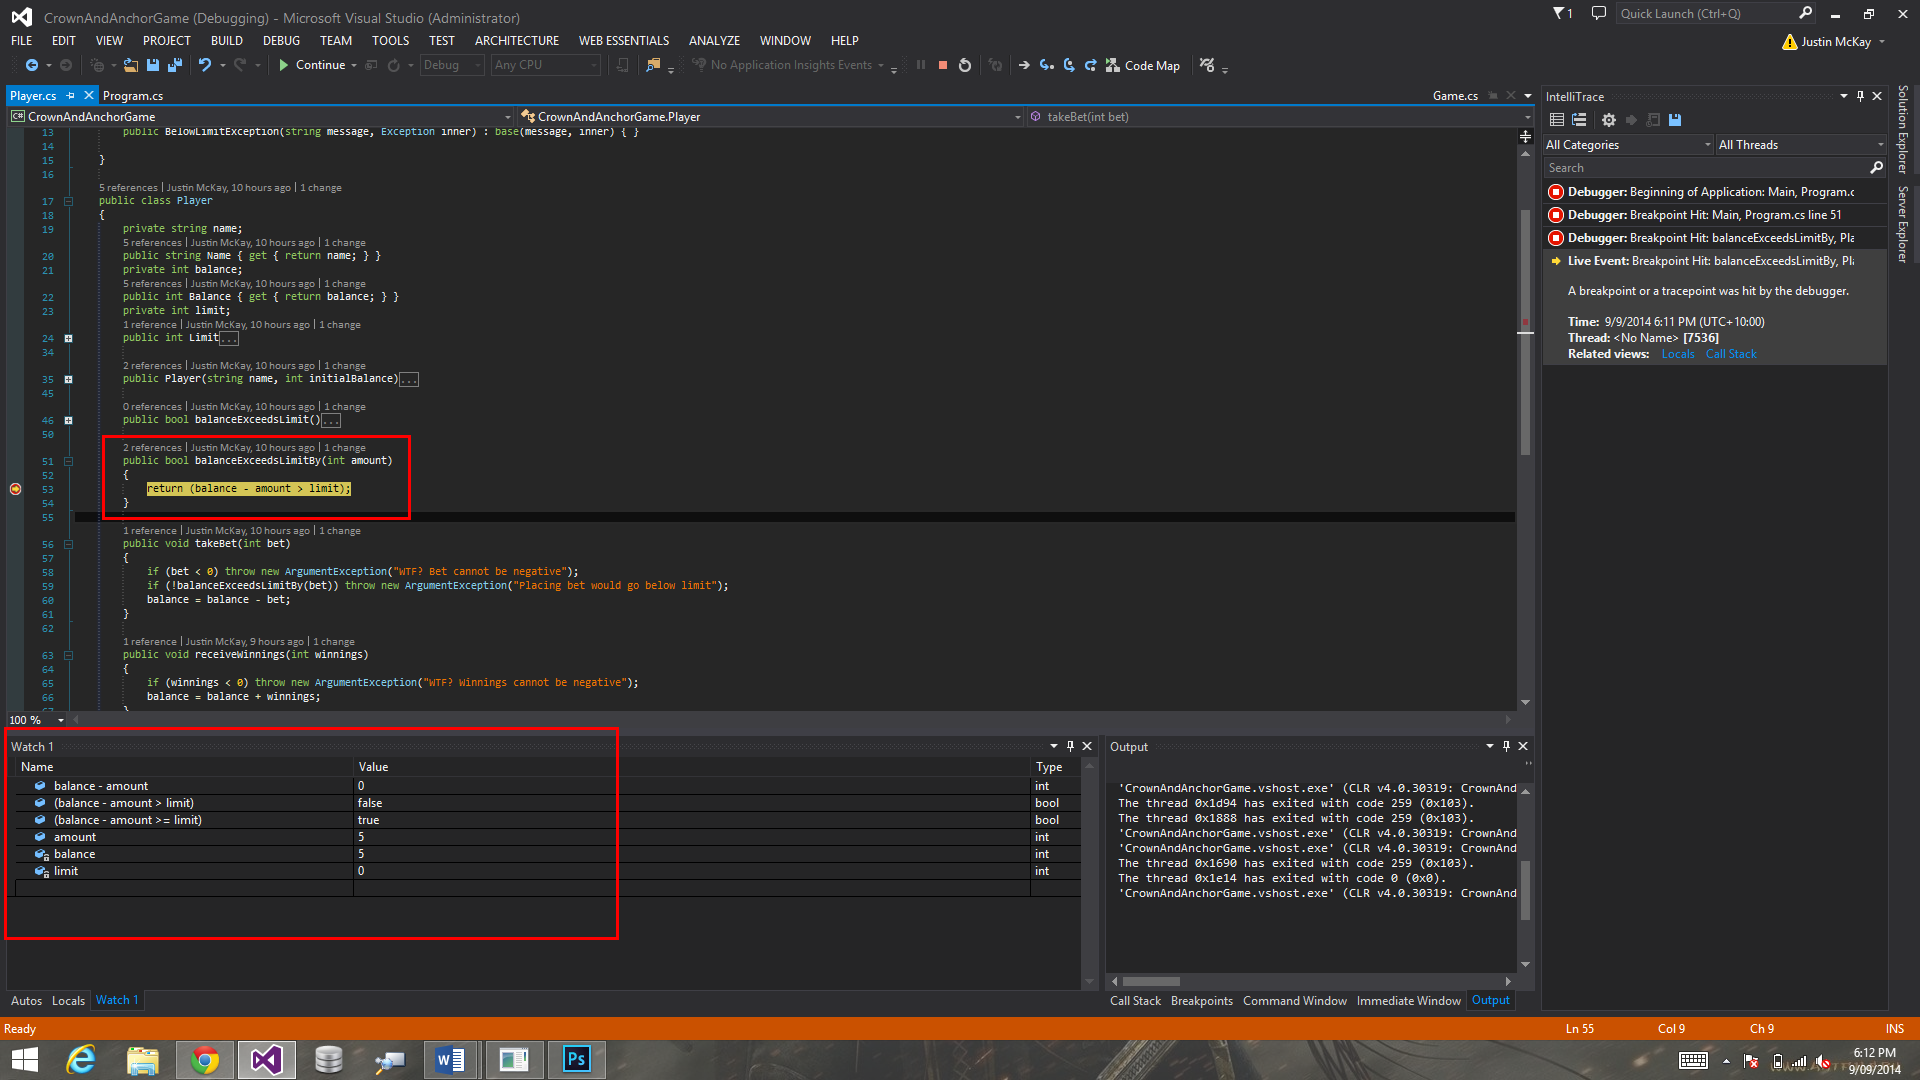 CrownAndAnchorGame (Debugging) - Microsoft Visual Studio (Administrator)
1
Quick Launch (Ctrl+Q)
FILE EDIT VIEW PROJECT BUILD DEBUG TEAM TOOLS TEST ARCHITECTURE WEB ESSENTIALS ANALYZE WINDOW HELP
Justin McKay
Continue Debug Any CPU No Application Insights Events Code Map
Player.cs Program.cs Game.cs
CrownAndAnchorGame CrownAndAnchorGame.Player takeBet(int bet)
13 public BelowLimitException(string message, Exception inner) : base(message, inner) { }
14
15 }
16
5 references | Justin McKay, 10 hours ago | 1 change
17 public class Player
18 {
19 private string name;
5 references | Justin McKay, 10 hours ago | 1 change
20 public string Name { get { return name; } }
21 private int balance;
5 references | Justin McKay, 10 hours ago | 1 change
22 public int Balance { get { return balance; } }
23 private int limit;
1 reference | Justin McKay, 10 hours ago | 1 change
24 public int Limit...
34
2 references | Justin McKay, 10 hours ago | 1 change
35 public Player(string name, int initialBalance)...
45
0 references | Justin McKay, 10 hours ago | 1 change
46 public bool balanceExceedsLimit()...
50
2 references | Justin McKay, 10 hours ago | 1 change
51 public bool balanceExceedsLimitBy(int amount)
52 {
53 return (balance - amount > limit);
54 }
55
1 reference | Justin McKay, 10 hours ago | 1 change
56 public void takeBet(int bet)
57 {
58 if (bet < 0) throw new ArgumentException("WTF? Bet cannot be negative");
59 if (!balanceExceedsLimitBy(bet)) throw new ArgumentException("Placing bet would go below limit");
60 balance = balance - bet;
61 }
62
1 reference | Justin McKay, 9 hours ago | 1 change
63 public void receiveWinnings(int winnings)
64 {
65 if (winnings < 0) throw new ArgumentException("WTF? Winnings cannot be negative");
66 balance = balance + winnings;
67 }
100 %
IntelliTrace
All Categories All Threads
Search
Debugger: Beginning of Application: Main, Program.c
Debugger: Breakpoint Hit: Main, Program.cs line 51
Debugger: Breakpoint Hit: balanceExceedsLimitBy, Pla
Live Event: Breakpoint Hit: balanceExceedsLimitBy, Pl
A breakpoint or a tracepoint was hit by the debugger.
Time: 9/9/2014 6:11 PM (UTC+10:00)
Thread: <No Name> [7536]
Related views: Locals Call Stack
Solution Explorer
Server Explorer
Watch 1
Name Value Type
balance - amount 0 int
(balance - amount > limit) false bool
(balance - amount >= limit) true bool
amount 5 int
balance 5 int
limit 0 int
Autos Locals Watch 1
Output
'CrownAndAnchorGame.vshost.exe' (CLR v4.0.30319: CrownAnd
The thread 0x1d94 has exited with code 259 (0x103).
The thread 0x1888 has exited with code 259 (0x103).
'CrownAndAnchorGame.vshost.exe' (CLR v4.0.30319: CrownAnd
'CrownAndAnchorGame.vshost.exe' (CLR v4.0.30319: CrownAnd
The thread 0x1690 has exited with code 259 (0x103).
The thread 0x1e14 has exited with code 0 (0x0).
'CrownAndAnchorGame.vshost.exe' (CLR v4.0.30319: CrownAnd
Call Stack Breakpoints Command Window Immediate Window Output
Ready Ln 55 Col 9 Ch 9 INS
Ps
6:12 PM
9/09/2014